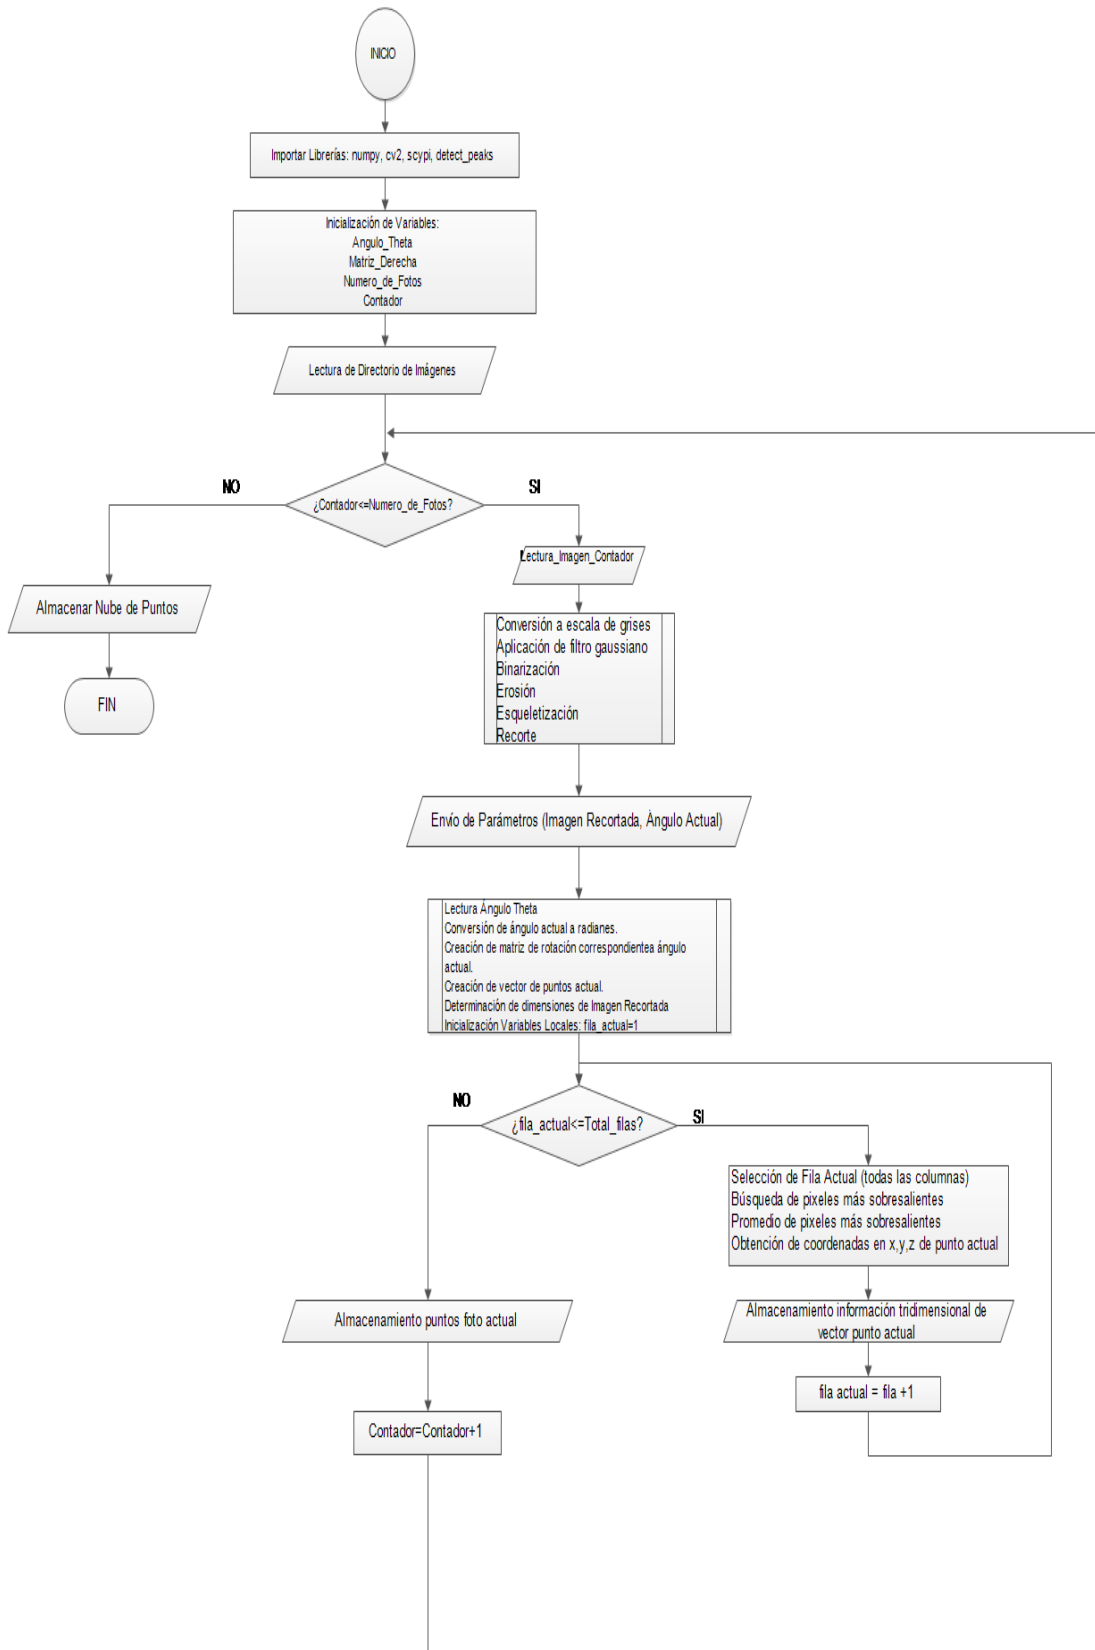 INICIO
Importar Librerías: numpy, cv2, scypi, detect_peaks
Inicialización de Variables:
Angulo_Theta
Matriz_Derecha
Numero_de_Fotos
Contador
Lectura de Directorio de Imágenes
NO
SI
¿Contador<=Numero_de_Fotos?
Lectura_Imagen_Contador
Almacenar Nube de Puntos
FIN
Conversión a escala de grises
Aplicación de filtro gaussiano
Binarización
Erosión
Esqueletización
Recorte
Envío de Parámetros (Imagen Recortada, Àngulo Actual)
Lectura Ángulo Theta
Conversión de ángulo actual a radianes.
Creación de matriz de rotación correspondientea ángulo
actual.
Creación de vector de puntos actual.
Determinación de dimensiones de Imagen Recortada
Inicialización Variables Locales: fila_actual=1
NO
SI
¿fila_actual<=Total_filas?
Selección de Fila Actual (todas las columnas)
Búsqueda de pixeles más sobresalientes
Promedio de pixeles más sobresalientes
Obtención de coordenadas en x,y,z de punto actual
Almacenamiento puntos foto actual
Almacenamiento información tridimensional de
vector punto actual
fila actual = fila +1
Contador=Contador+1